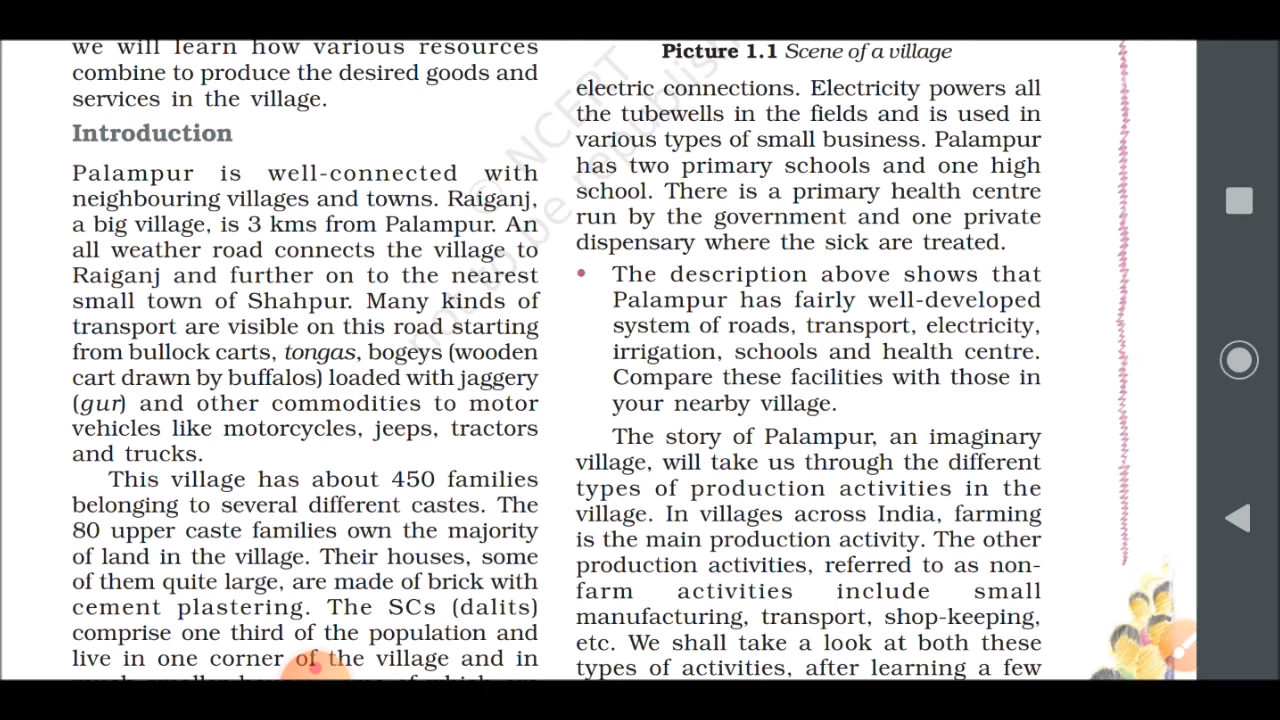 we will learn how various resources
combine to produce the desired goods and
services in the village.
Introduction
Palampur is well-connected with
neighbouring villages and towns. Raiganj,
a big village, is 3 kms from Palampur. An
all weather road connects the village to
Raiganj and further on to the nearest
small town of Shahpur. Many kinds of
transport are visible on this road starting
from bullock carts, tongas, bogeys (wooden
cart drawn by buffalos) loaded with jaggery
(gur) and other commodities to motor
vehicles like motorcycles, jeeps, tractors
and trucks.
This village has about 450 families
belonging to several different castes. The
80 upper caste families own the majority
of land in the village. Their houses, some
of them quite large, are made of brick with
cement plastering. The SCs (dalits)
comprise one third of the population and
live in one corner of the village and in
Picture 1.1 Scene of a village
electric connections. Electricity powers all
the tubewells in the fields and is used in
various types of small business. Palampur
has two primary schools and one high
school. There is a primary health centre
run by the government and one private
dispensary where the sick are treated.
• The description above shows that
Palampur has fairly well-developed
system of roads, transport, electricity,
irrigation, schools and health centre.
Compare these facilities with those in
your nearby village.
The story of Palampur, an imaginary
village, will take us through the different
types of production activities in the
village. In villages across India, farming
is the main production activity. The other
production activities, referred to as non-
farm activities include small
manufacturing, transport, shop-keeping,
etc. We shall take a look at both these
types of activities, after learning a few
© NCERT
not to be republis